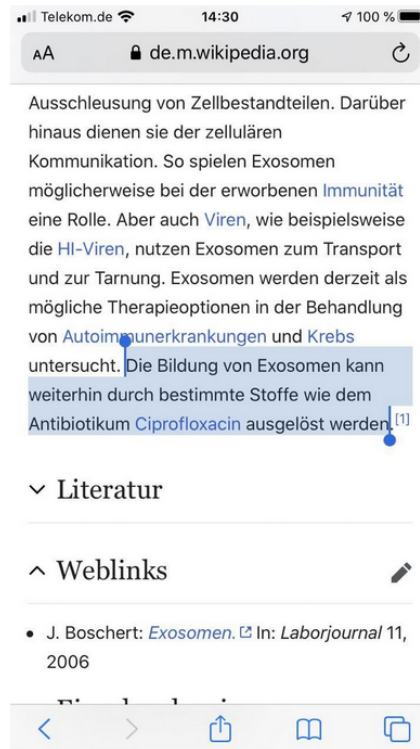 Telekom.de 14:30 100 %
AA de.m.wikipedia.org
Ausschleusung von Zellbestandteilen. Darüber
hinaus dienen sie der zellulären
Kommunikation. So spielen Exosomen
möglicherweise bei der erworbenen Immunität
eine Rolle. Aber auch Viren, wie beispielsweise
die HI-Viren, nutzen Exosomen zum Transport
und zur Tarnung. Exosomen werden derzeit als
mögliche Therapieoptionen in der Behandlung
von Autoimmunerkrankungen und Krebs
untersucht. Die Bildung von Exosomen kann
weiterhin durch bestimmte Stoffe wie dem
Antibiotikum Ciprofloxacin ausgelöst werden.[1]
Literatur
Weblinks
• J. Boschert: Exosomen. In: Laborjournal 11,
2006